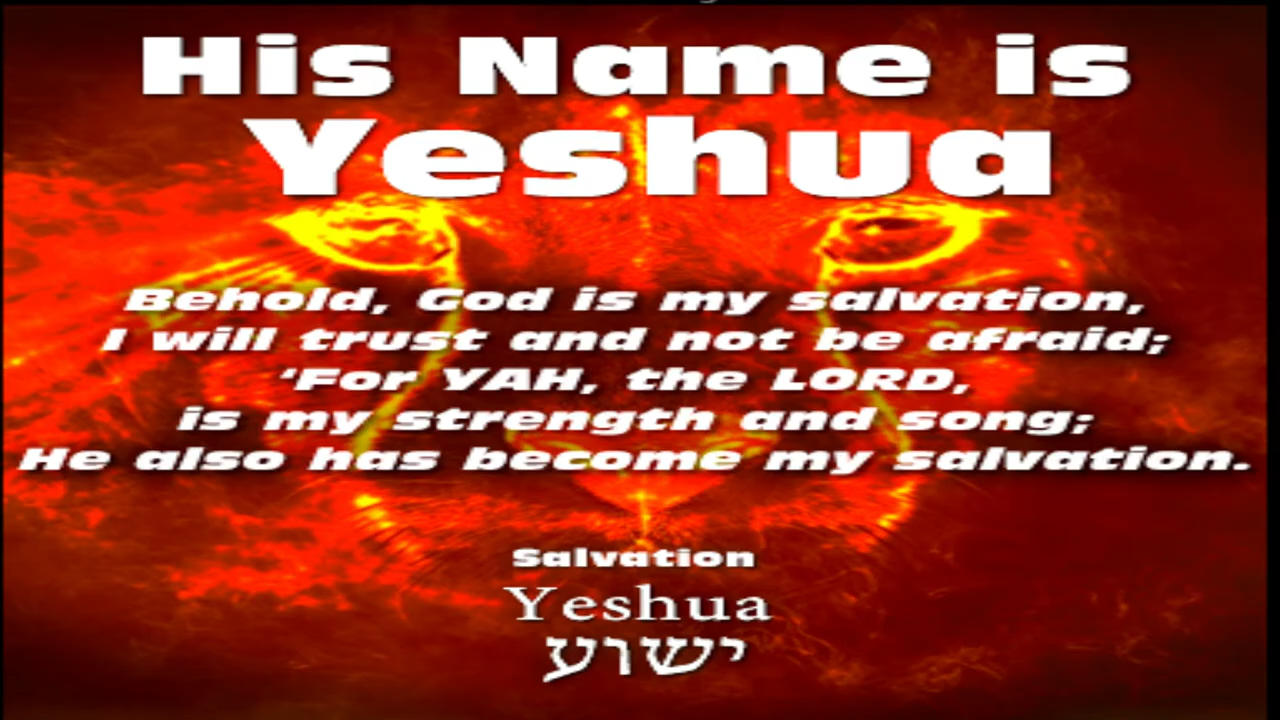 His Name is
Yeshua
Behold, God is my salvation,
I will trust and not be afraid;
‘For YAH, the LORD,
is my strength and song;
He also has become my salvation.
Salvation
Yeshua
ישוע